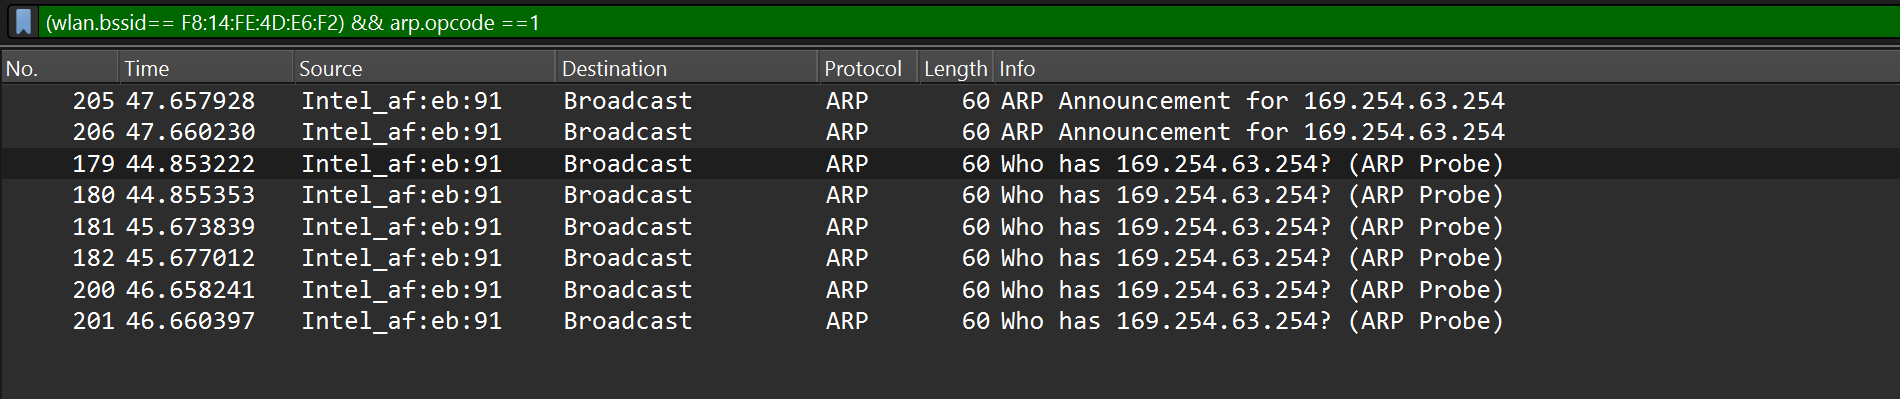 (wlan.bssid== F8:14:FE:4D:E6:F2) && arp.opcode ==1
No. Time Source Destination Protocol Length Info
205 47.657928 Intel_af:eb:91 Broadcast ARP 60 ARP Announcement for 169.254.63.254
206 47.660230 Intel_af:eb:91 Broadcast ARP 60 ARP Announcement for 169.254.63.254
179 44.853222 Intel_af:eb:91 Broadcast ARP 60 Who has 169.254.63.254? (ARP Probe)
180 44.855353 Intel_af:eb:91 Broadcast ARP 60 Who has 169.254.63.254? (ARP Probe)
181 45.673839 Intel_af:eb:91 Broadcast ARP 60 Who has 169.254.63.254? (ARP Probe)
182 45.677012 Intel_af:eb:91 Broadcast ARP 60 Who has 169.254.63.254? (ARP Probe)
200 46.658241 Intel_af:eb:91 Broadcast ARP 60 Who has 169.254.63.254? (ARP Probe)
201 46.660397 Intel_af:eb:91 Broadcast ARP 60 Who has 169.254.63.254? (ARP Probe)